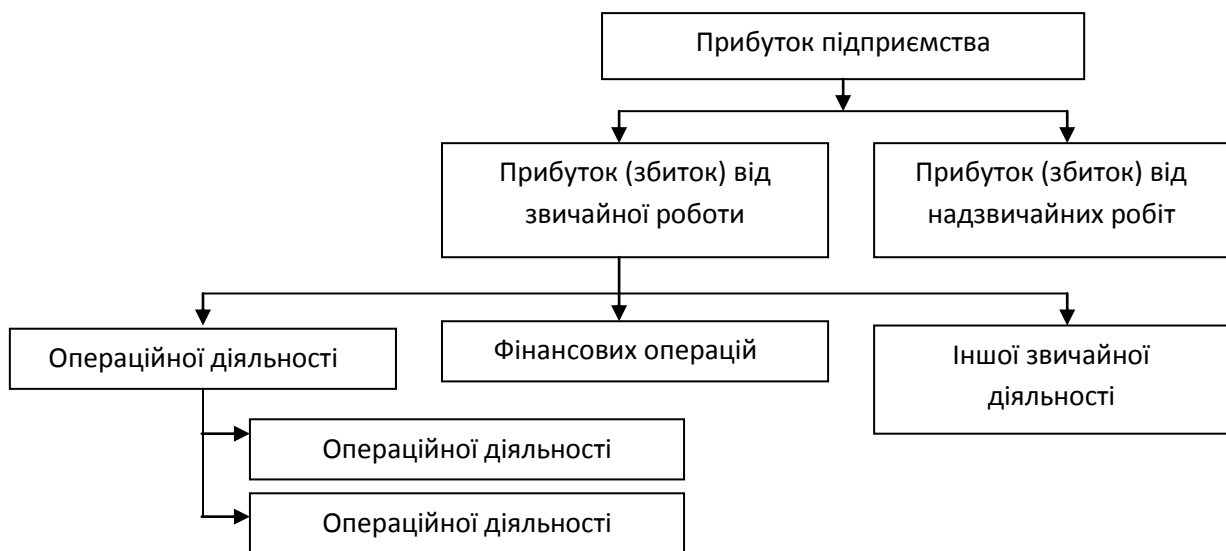 Прибуток підприємства
Прибуток (збиток) від
звичайної роботи
Прибуток (збиток) від
надзвичайних робіт
Операційної діяльності
Фінансових операцій
Іншої звичайної
діяльності
Операційної діяльності
Операційної діяльності